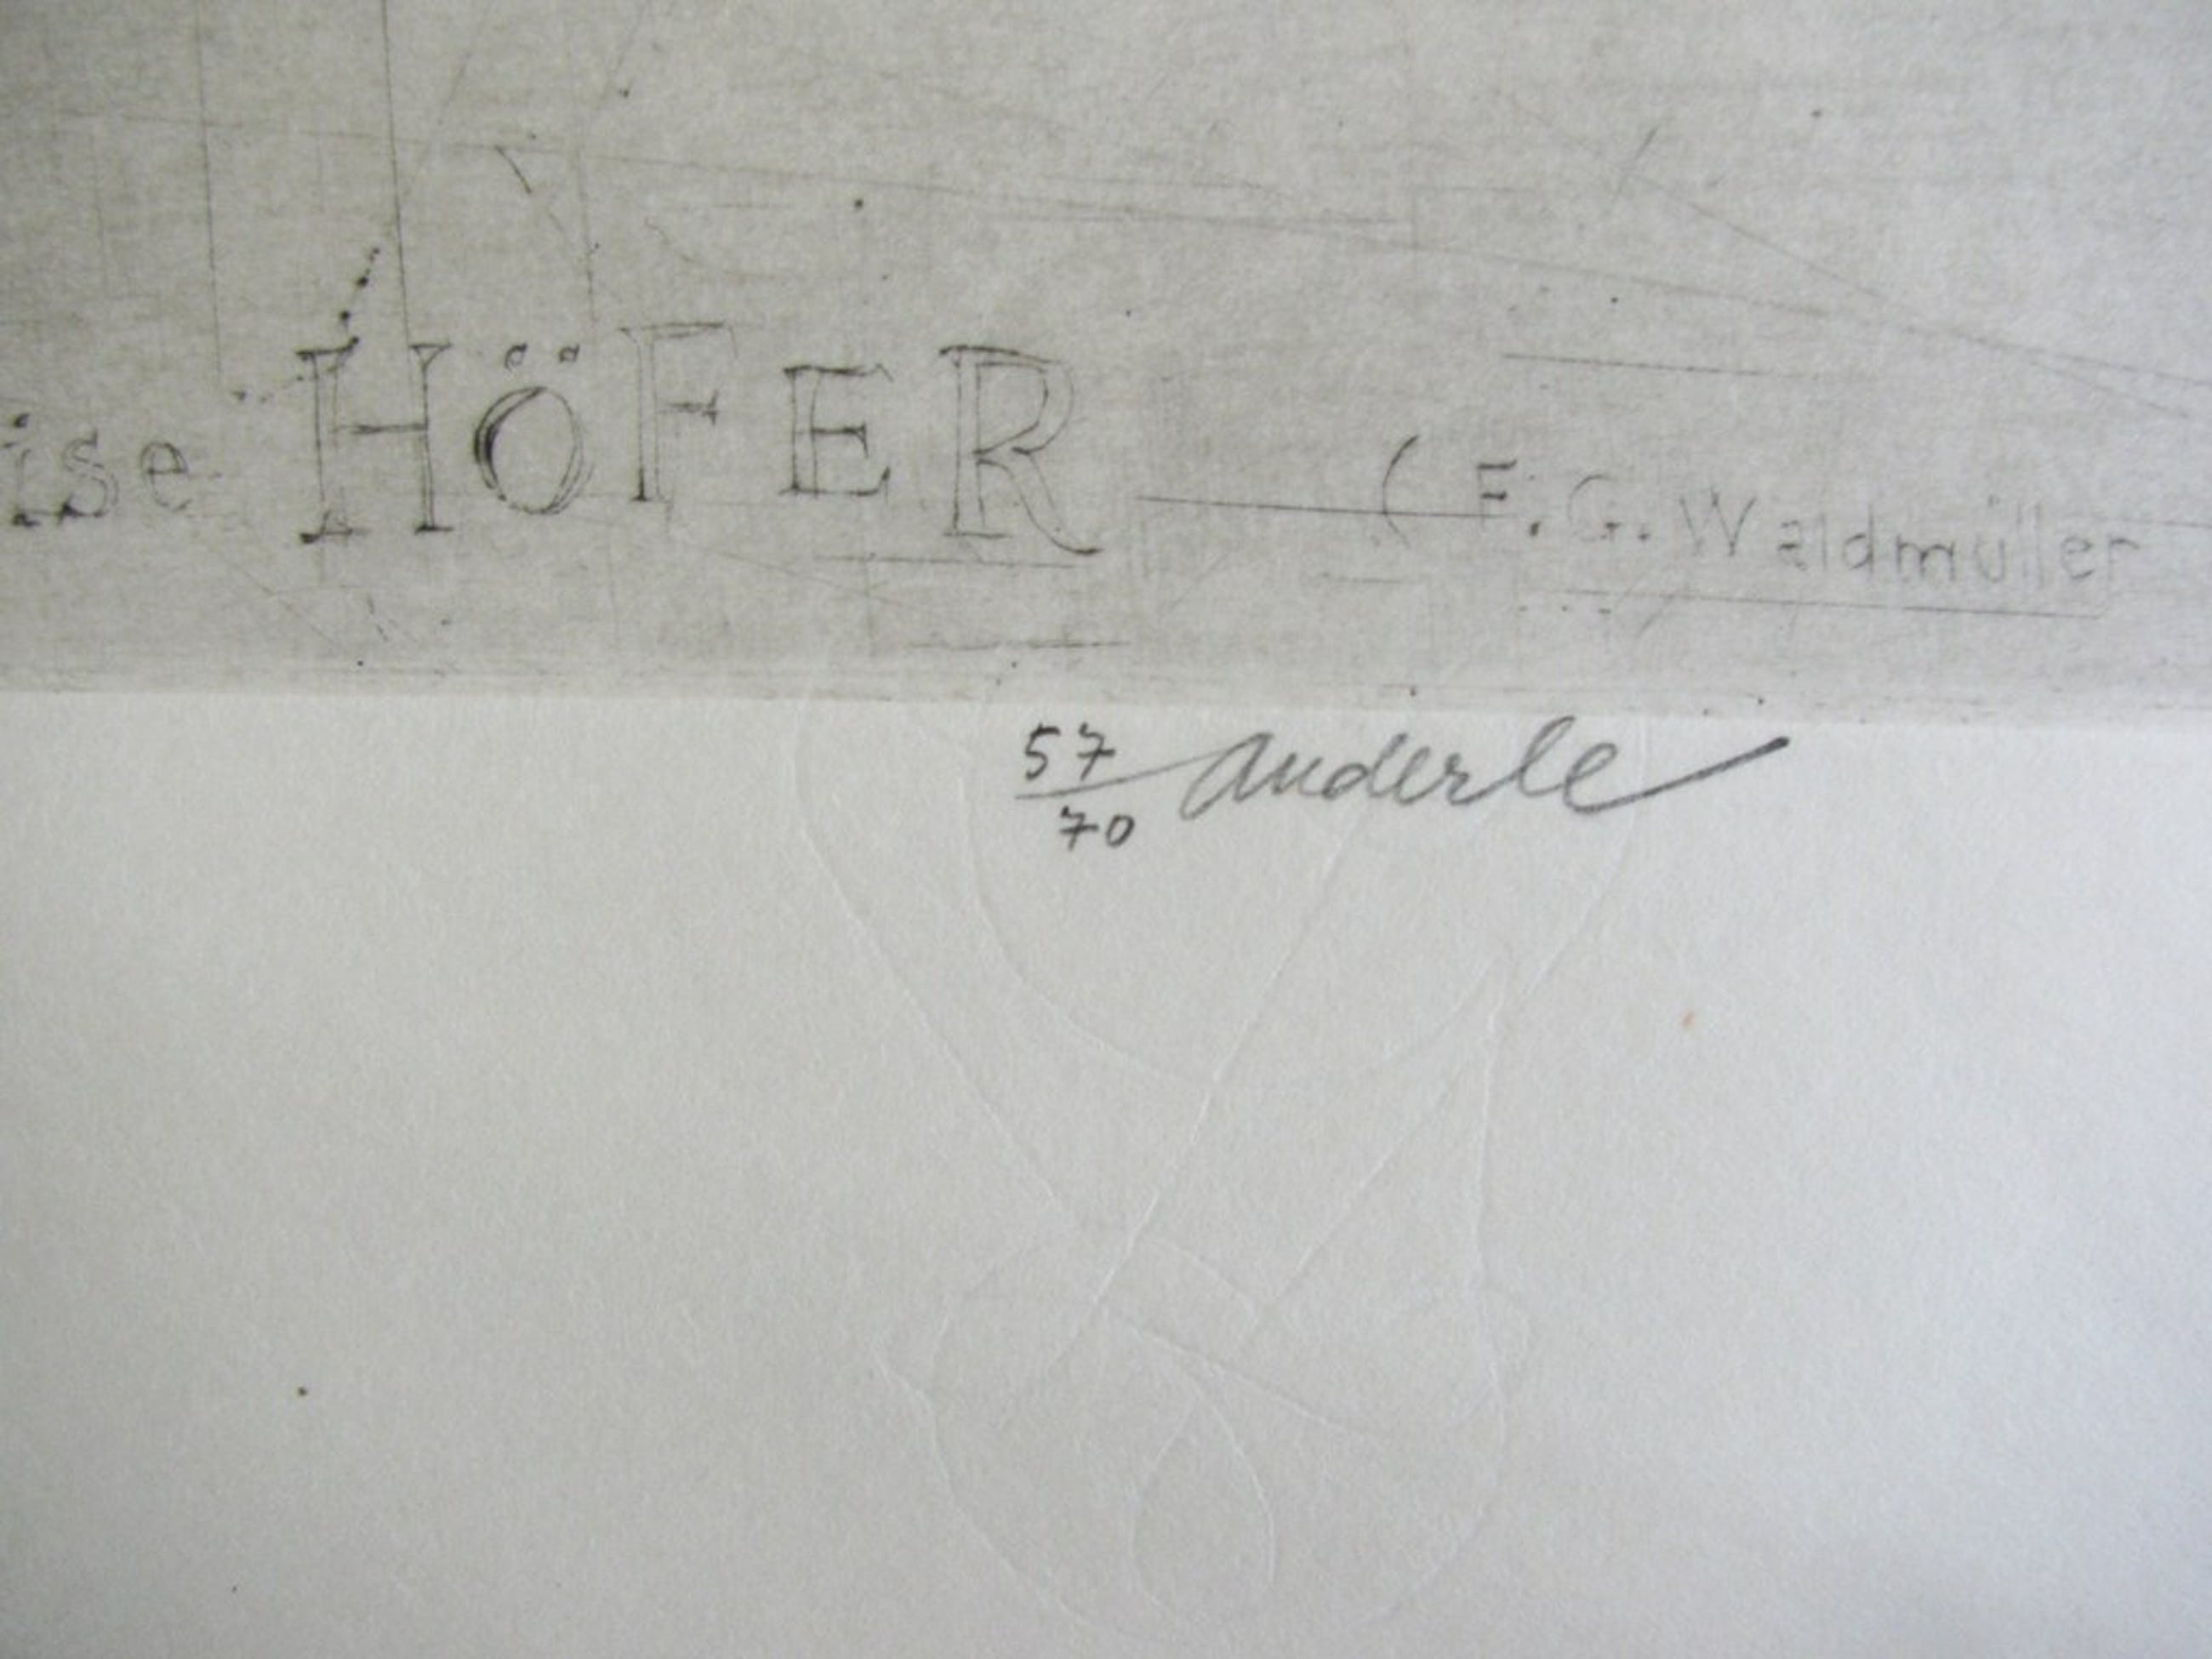 ise HÖFER — (F.G. Waldmüller
57/70 Anderle